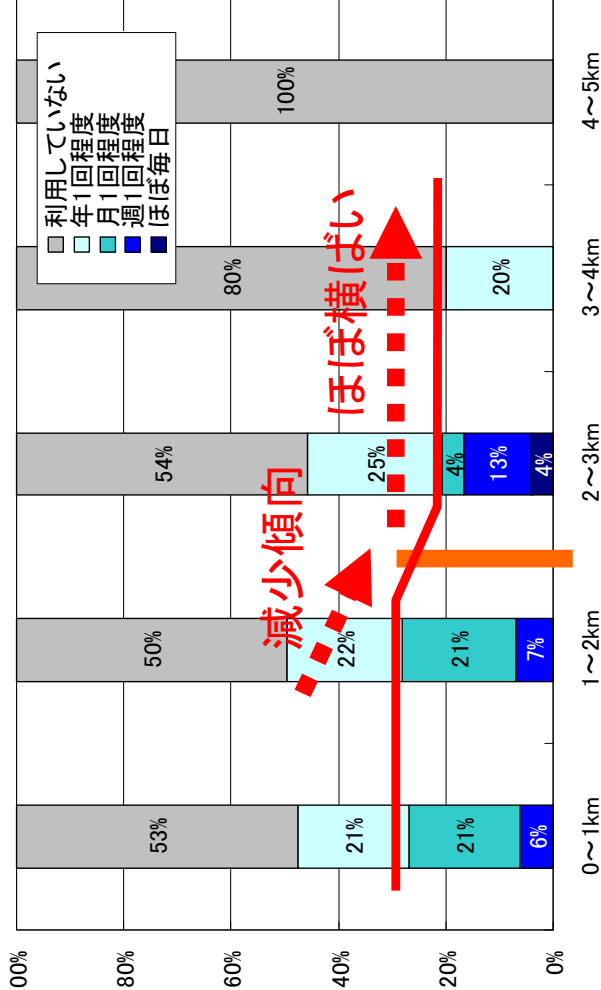 利用していない
年1回程度
月1回程度
週1回程度
ほぼ毎日
減少傾向
ほぼ横ばい
00%
80%
60%
40%
20%
0%
53%
21%
21%
6%
50%
22%
21%
7%
54%
25%
4%
13%
4%
80%
20%
100%
0~1km
1~2km
2~3km
3~4km
4~5km